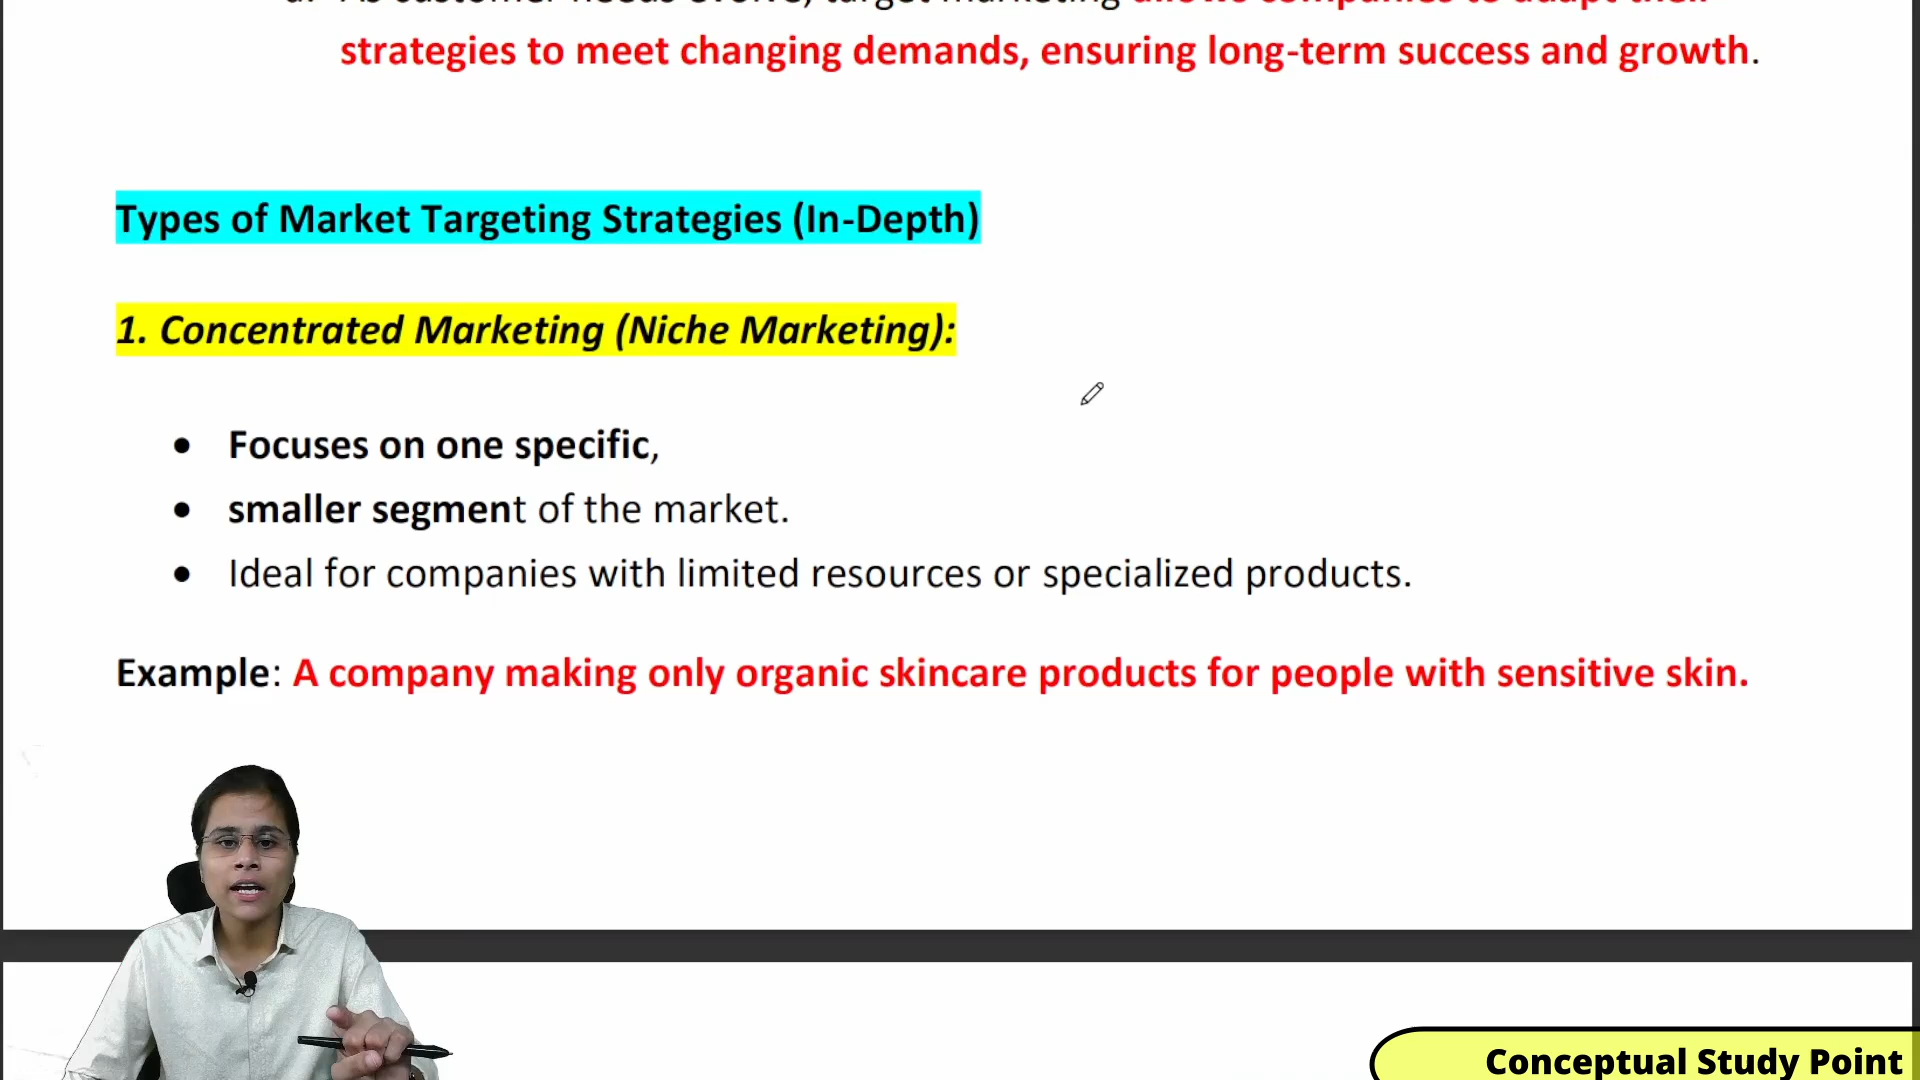 strategies to meet changing demands, ensuring long-term success and growth.
Types of Market Targeting Strategies (In-Depth)
1. Concentrated Marketing (Niche Marketing):
• Focuses on one specific,
• smaller segment of the market.
• Ideal for companies with limited resources or specialized products.
Example: A company making only organic skincare products for people with sensitive skin.
Conceptual Study Point